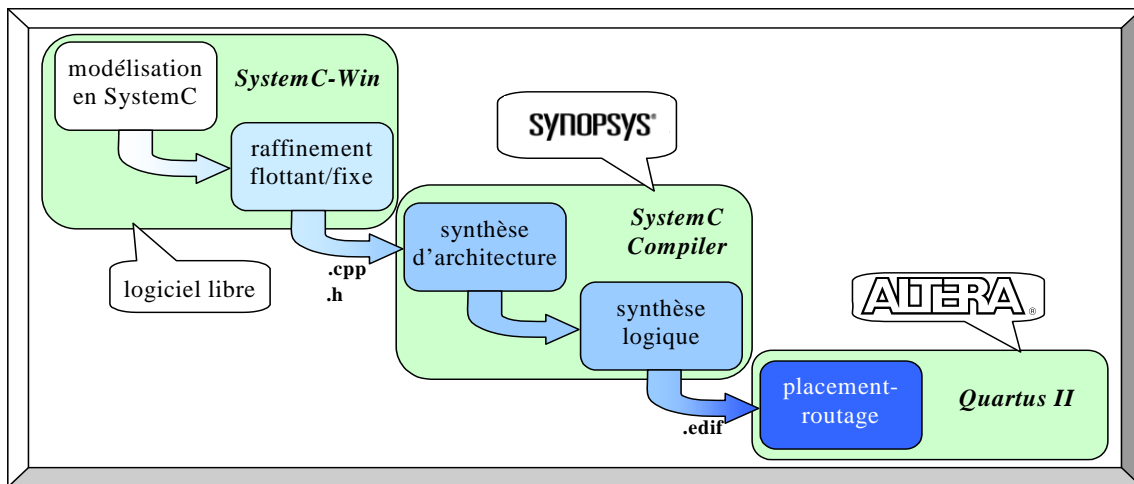 modélisation
en SystemC
SystemC-Win
raffinement
flottant/fixe
logiciel libre
.cpp
.h
SYNOPSYS®
synthèse
d'architecture
SystemC
Compiler
synthèse
logique
.edif
ALTERA®
placement-
routage
Quartus II